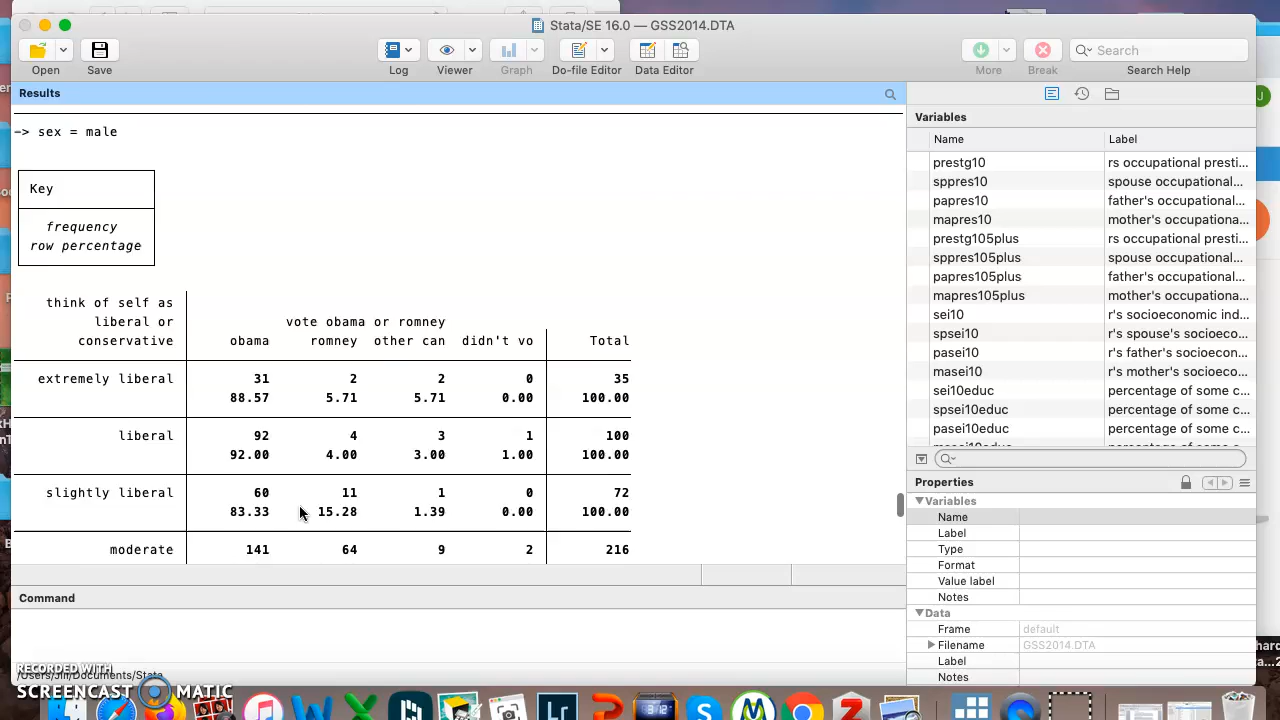 Stata/SE 16.0 — GSS2014.DTA
Open Save Log Viewer Graph Do-file Editor Data Editor More Break Search
Search Help
Results
-> sex = male
Key
frequency
row percentage
think of self as
liberal or vote obama or romney
conservative obama romney other can didn't vo Total
extremely liberal 31 2 2 0 35
88.57 5.71 5.71 0.00 100.00
liberal 92 4 3 1 100
92.00 4.00 3.00 1.00 100.00
slightly liberal 60 11 1 0 72
83.33 15.28 1.39 0.00 100.00
moderate 141 64 9 2 216
Command
/Users/Jill/Documents/Stata
RECORDED WITH
SCREENCAST MATIC
Variables
Name Label
prestg10 rs occupational presti...
sppres10 spouse occupational...
papres10 father's occupational...
mapres10 mother's occupationa...
prestg105plus rs occupational presti...
sppres105plus spouse occupational...
papres105plus father's occupational...
mapres105plus mother's occupationa...
sei10 r's socioeconomic ind...
spsei10 r's spouse's socioeco...
pasei10 r's father's socioecon...
masei10 r's mother's socioeco...
sei10educ percentage of some c...
spsei10educ percentage of some c...
pasei10educ percentage of some c...
Properties
Variables
Name
Label
Type
Format
Value label
Notes
Data
Frame default
Filename GSS2014.DTA
Label
Notes